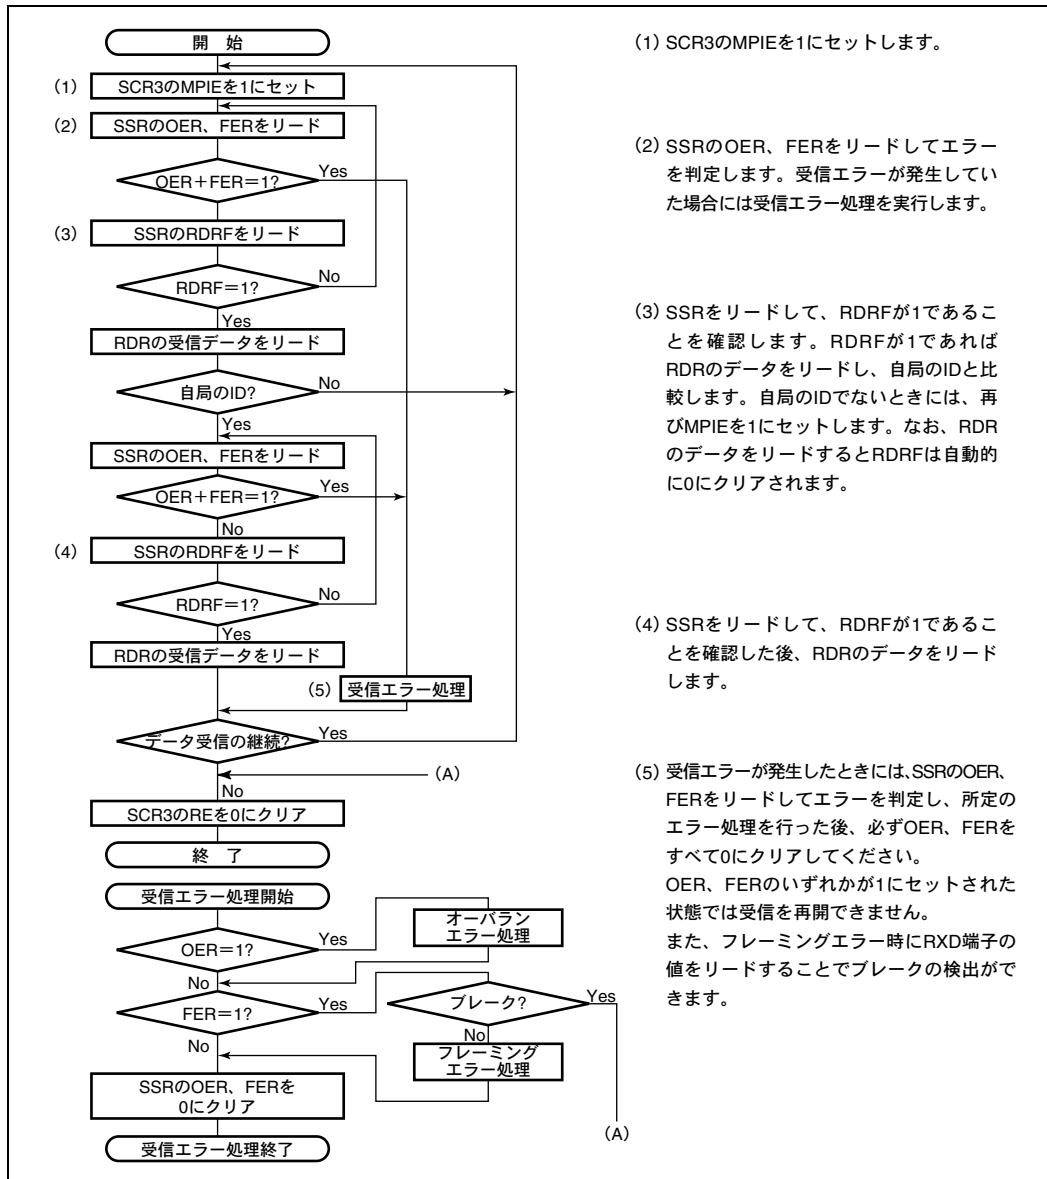 開 始
(1) SCR3のMPIEを1にセット
(2) SSRのOER、FERをリード
OER+FER=1?
Yes
(3) SSRのRDRFをリード
RDRF=1?
No
Yes
RDRの受信データをリード
自局のID?
No
Yes
SSRのOER、FERをリード
OER+FER=1?
Yes
No
(4) SSRのRDRFをリード
RDRF=1?
No
Yes
RDRの受信データをリード
(5) 受信エラー処理
データ受信の継続?
Yes
(A)
No
SCR3のREを0にクリア
終 了
受信エラー処理開始
OER=1?
Yes
オーバラン
エラー処理
No
FER=1?
Yes
ブレーク?
Yes
No
No
フレーミング
エラー処理
SSRのOER、FERを
0にクリア
(A)
受信エラー処理終了
(1) SCR3のMPIEを1にセットします。
(2) SSRのOER、FERをリードしてエラー
を判定します。受信エラーが発生してい
た場合には受信エラー処理を実行します。
(3) SSRをリードして、RDRFが1であるこ
とを確認します。RDRFが1であれば
RDRのデータをリードし、自局のIDと比
較します。自局のIDでないときには、再
びMPIEを1にセットします。なお、RDR
のデータをリードするとRDRFは自動的
に0にクリアされます。
(4) SSRをリードして、RDRFが1であるこ
とを確認した後、RDRのデータをリード
します。
(5) 受信エラーが発生したときには、SSRのOER、
FERをリードしてエラーを判定し、所定の
エラー処理を行った後、必ずOER、FERを
すべて0にクリアしてください。
OER、FERのいずれかが1にセットされた
状態では受信を再開できません。
また、フレーミングエラー時にRXD端子の
値をリードすることでブレークの検出がで
きます。